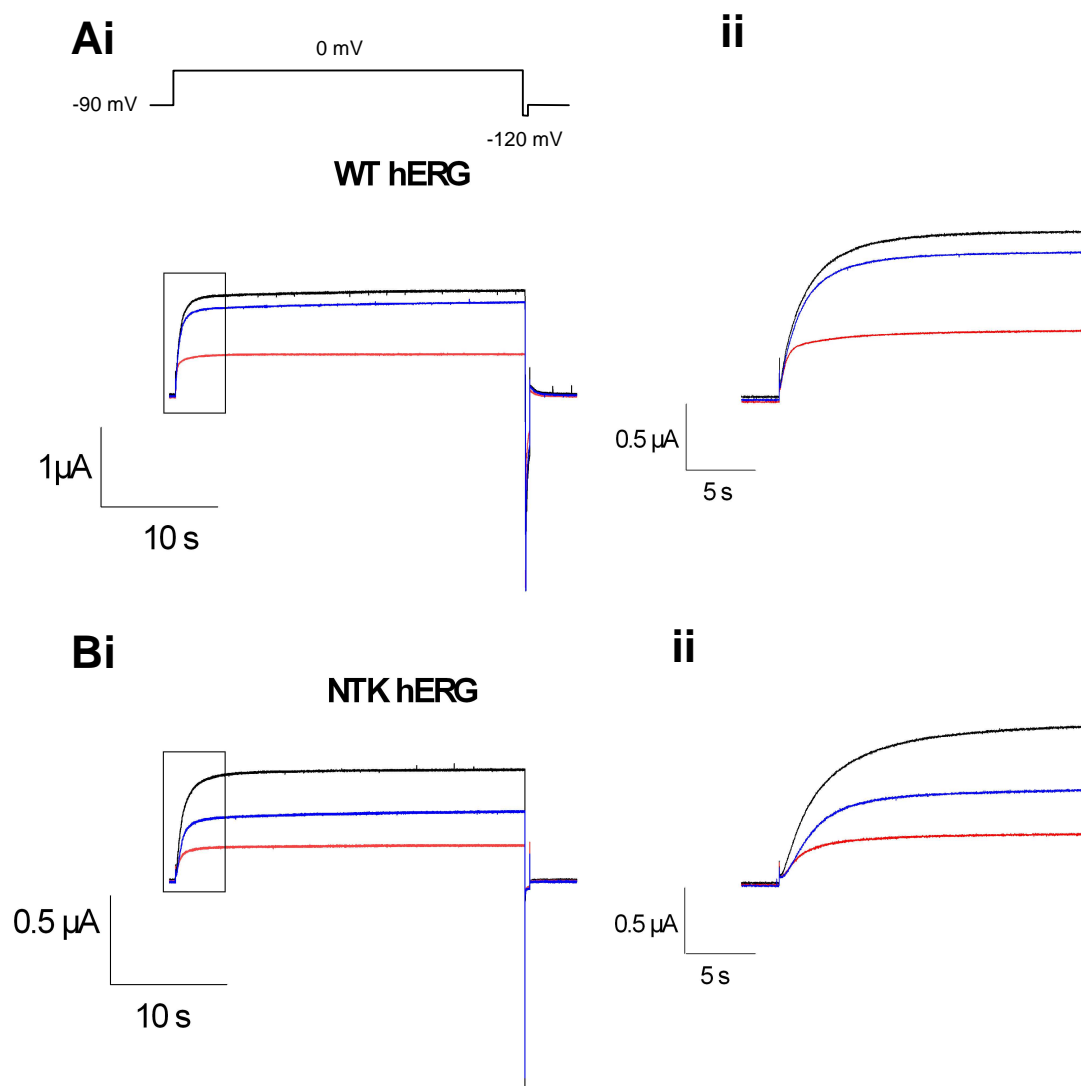 Ai
ii
0 mV
-90 mV
-120 mV
WT hERG
1µA
10 s
0.5 µA
5 s
Bi
ii
NTK hERG
0.5 µA
10 s
0.5 µA
5 s